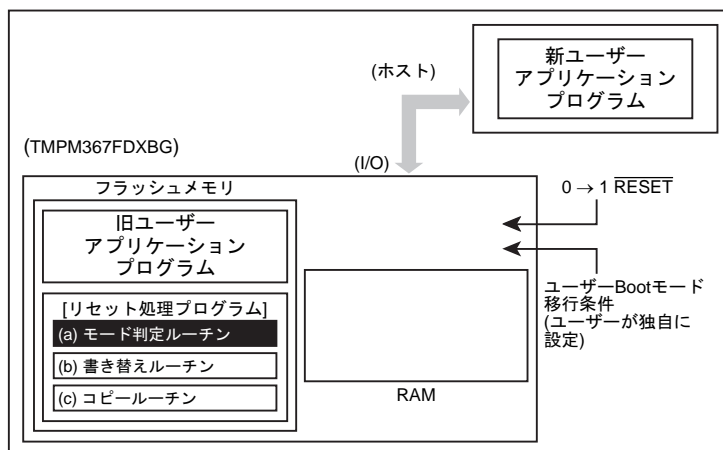 新ユーザー
アプリケーション
プログラム
(ホスト)
(TMPM367FDXBG)
(I/O)
フラッシュメモリ
0 → 1 RESET
旧ユーザー
アプリケーション
プログラム
ユーザーBootモード
移行条件
(ユーザーが独自に
設定)
[リセット処理プログラム]
(a) モード判定ルーチン
(b) 書き替えルーチン
(c) コピールーチン
RAM